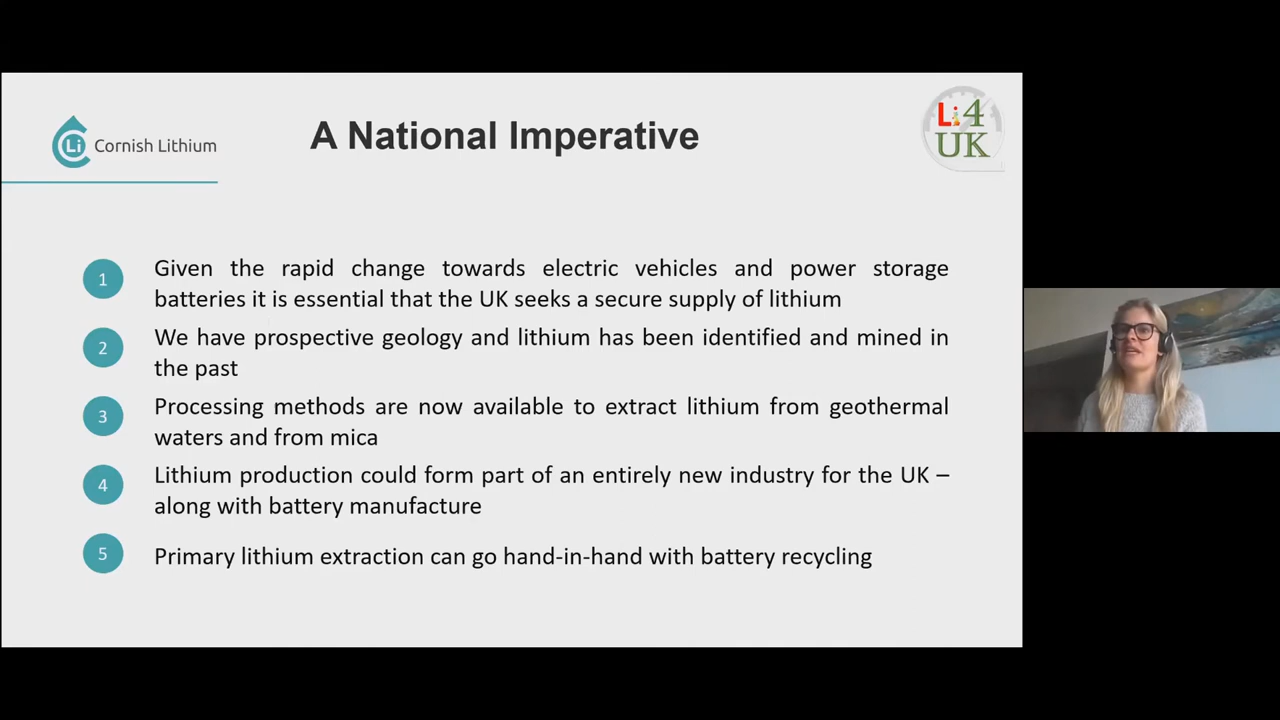 A National Imperative
Li Cornish Lithium
Li4
UK
1 Given the rapid change towards electric vehicles and power storage
batteries it is essential that the UK seeks a secure supply of lithium
2 We have prospective geology and lithium has been identified and mined in
the past
3 Processing methods are now available to extract lithium from geothermal
waters and from mica
4 Lithium production could form part of an entirely new industry for the UK –
along with battery manufacture
5 Primary lithium extraction can go hand-in-hand with battery recycling